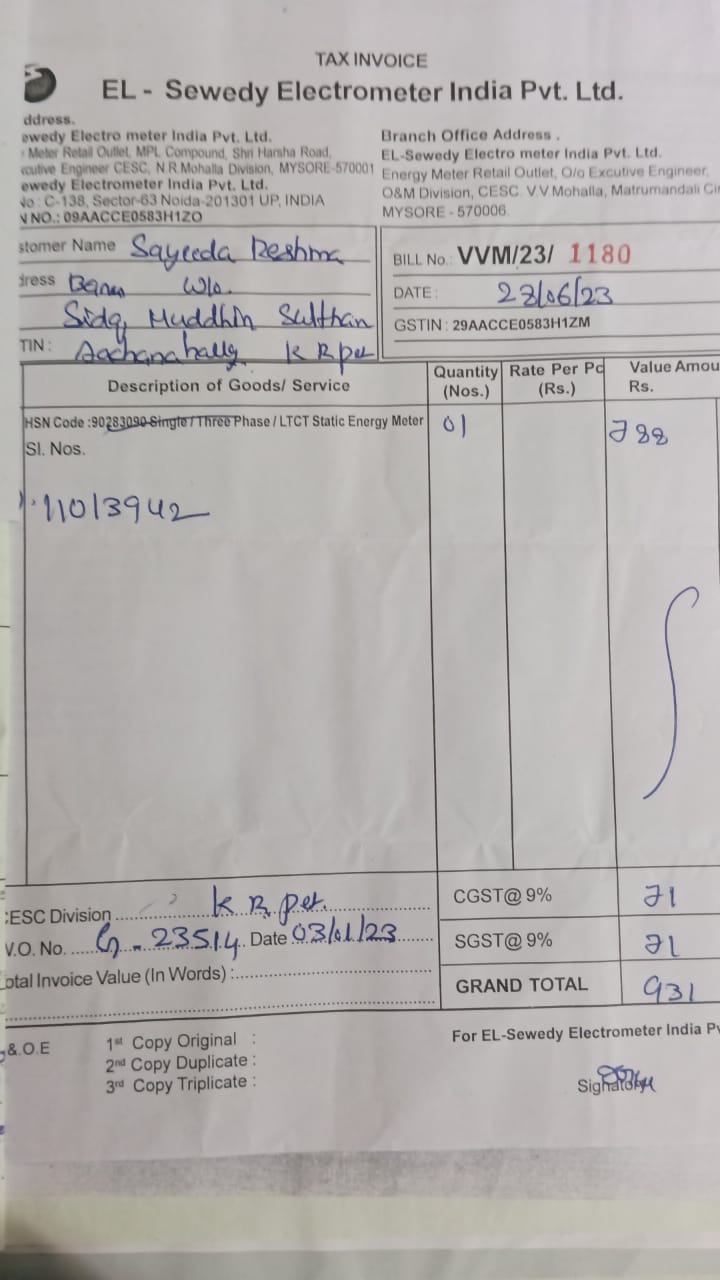 TAX INVOICE
EL - Sewedy Electrometer India Pvt. Ltd.
ddress.
ewedy Electro meter India Pvt. Ltd.
Meter Retail Outlet, MPL Compound, Shri Harsha Road,
cutive Engineer CESC, N.R.Mohalla Division, MYSORE-570001
ewedy Electrometer India Pvt. Ltd.
No : C-138, Sector-63 Noida-201301 UP, INDIA
N NO.: 09AACCE0583H1ZO
Branch Office Address .
EL-Sewedy Electro meter India Pvt. Ltd.
Energy Meter Retail Outlet, O/o Excutive Engineer,
O&M Division, CESC. V.V Mohalla, Matrumandali Cir
MYSORE - 570006.
stomer Name Sayeeda Reshma
dress Banu W/o.
Sidq Muddhin Sulthan
TIN : K R pet
BILL No.: VVM/23/ 1180
DATE : 23/06/23
GSTIN : 29AACCE0583H1ZM
Description of Goods/ Service
Quantity (Nos.)
Rate Per Pc (Rs.)
Value Amou Rs.
HSN Code :90283090 Single / Three Phase / LTCT Static Energy Meter 01 788
Sl. Nos.
11013942
CESC Division K R pet.
V.O. No. G - 23514 Date 03/01/23
otal Invoice Value (In Words) :
CGST@ 9% 71
SGST@ 9% 71
GRAND TOTAL 931
& O.E
1st Copy Original :
2nd Copy Duplicate :
3rd Copy Triplicate :
For EL-Sewedy Electrometer India Pv
Signatory